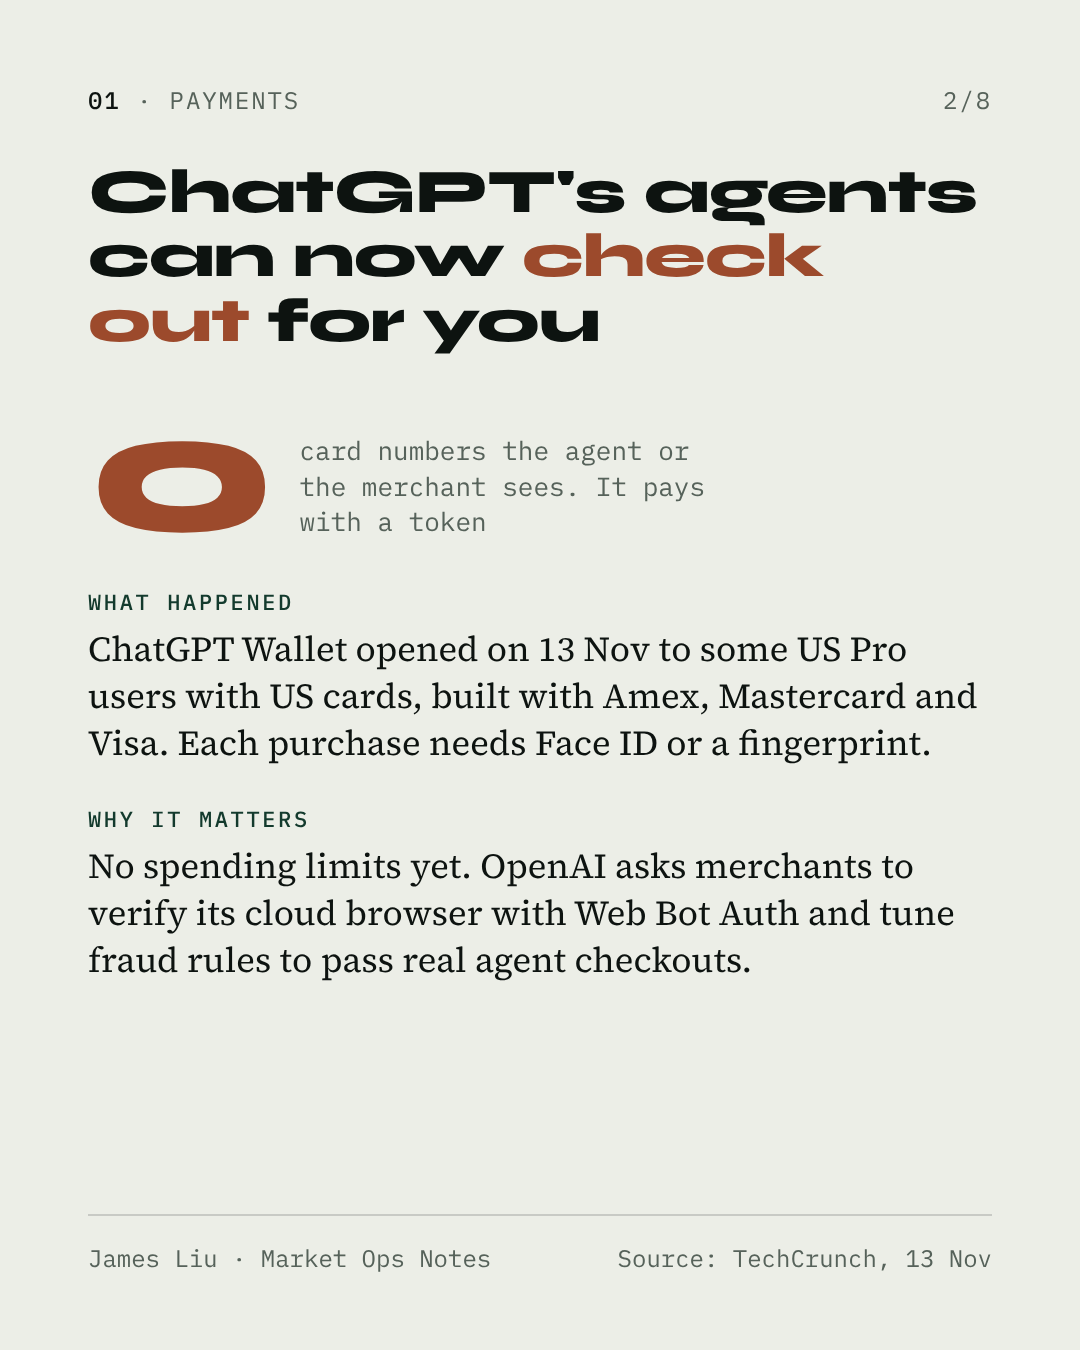 01 · PAYMENTS 2/8
ChatGPT's agents
can now check
out for you
0
card numbers the agent or
the merchant sees. It pays
with a token
WHAT HAPPENED
ChatGPT Wallet opened on 13 Nov to some US Pro
users with US cards, built with Amex, Mastercard and
Visa. Each purchase needs Face ID or a fingerprint.
WHY IT MATTERS
No spending limits yet. OpenAI asks merchants to
verify its cloud browser with Web Bot Auth and tune
fraud rules to pass real agent checkouts.
James Liu · Market Ops Notes Source: TechCrunch, 13 Nov